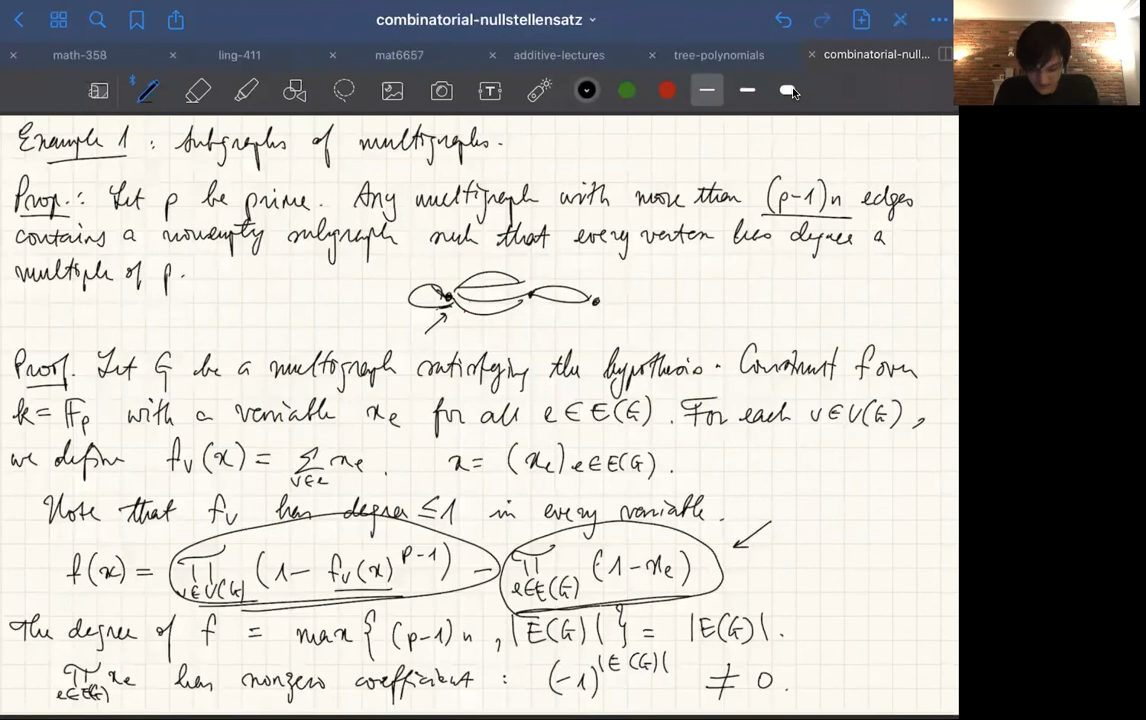 combinatorial-nullstellensatz
math-358
ling-411
mat6657
additive-lectures
tree-polynomials
combinatorial-null...
Example 1 : Subgraphs of multigraphs.
Prop.: Let p be prime. Any multigraph with more than (p-1)n edges
contains a nonempty subgraph such that every vertex has degree a
multiple of p.
Proof. Let G be a multograph satisfying the hypothesis. Construct f over
k = 𝔽p with a variable xe for all e ∈ E(G). For each v ∈ V(G),
we define fv(x) = Σ_{v∈e} xe. x = (xe)e∈E(G).
Note that fv has degree ≤ 1 in every variable.
f(x) = ∏_{v∈V(G)} (1 - fv(x)^{p-1}) - ∏_{e∈E(G)} (1-xe)
The degree of f = max{(p-1)n, |E(G)|} = |E(G)|.
∏_{e∈E(G)} xe has nonzero coefficient : (-1)^{|E(G)|} ≠ 0.